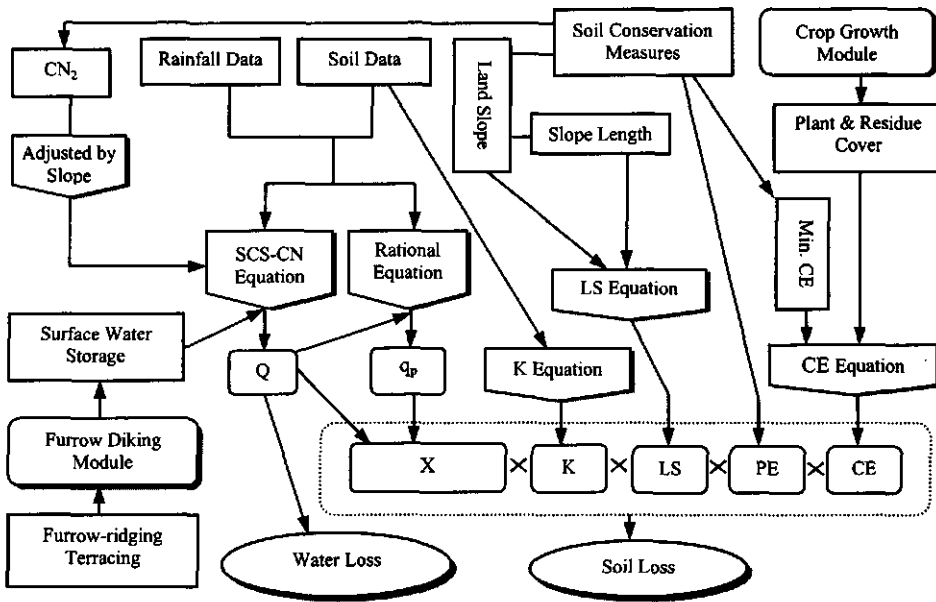 CN₂
Rainfall Data
Soil Data
Land Slope
Soil Conservation
Measures
Crop Growth
Module
Adjusted by
Slope
Slope Length
Plant & Residue
Cover
SCS-CN
Equation
Rational
Equation
LS Equation
Min. CE
Surface Water
Storage
Q
qP
K Equation
CE Equation
Furrow Diking
Module
X
×
K
×
LS
×
PE
×
CE
Furrow-ridging
Terracing
Water Loss
Soil Loss